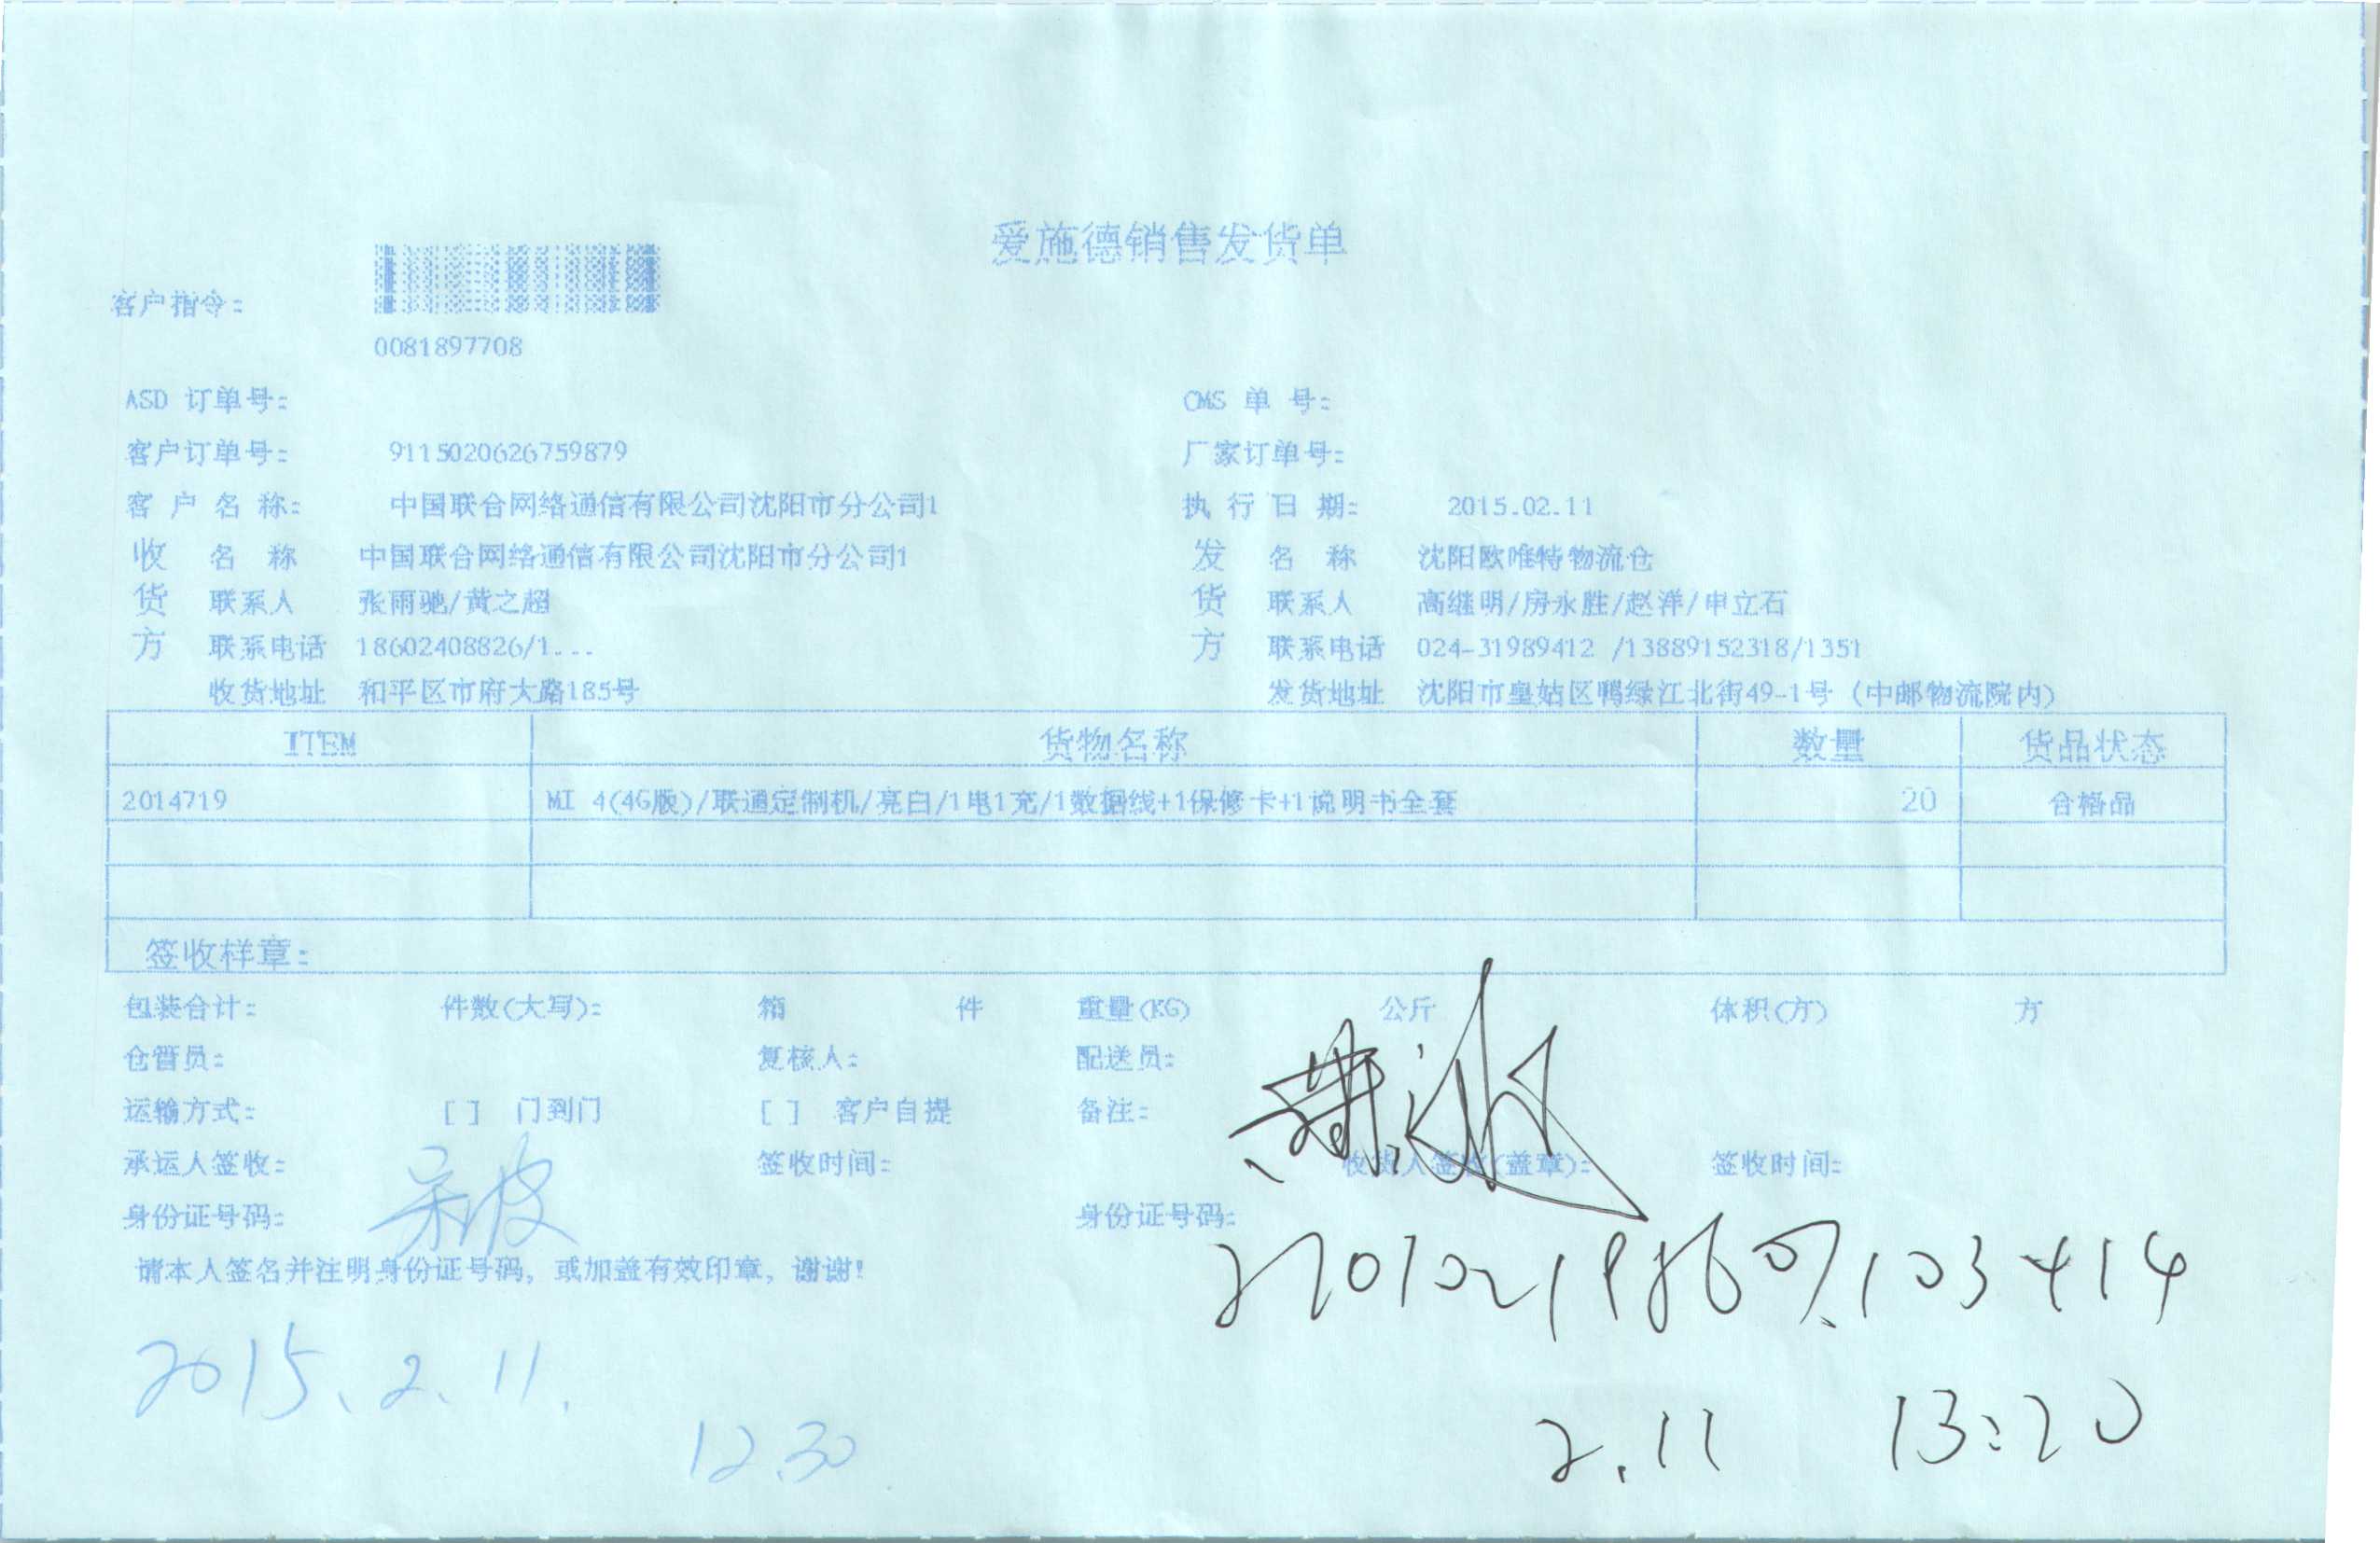 爱施德销售发货单
客户指令:
0081897708
ASD 订单号: CMS 单 号:
客户订单号: 9115020626759879 厂家订单号:
客 户 名 称: 中国联合网络通信有限公司沈阳市分公司1 执 行 日 期: 2015.02.11
收 名 称 中国联合网络通信有限公司沈阳市分公司1 发 名 称 沈阳欧唯特物流仓
货 联系人 张雨驰/黄之超 货 联系人 高继明/房永胜/赵洋/申立石
方 联系电话 18602408826/1... 方 联系电话 024-31989412 /13889152318/1351
收货地址 和平区市府大路185号 发货地址 沈阳市皇姑区鸭绿江北街49-1号 (中邮物流院内)
ITEM 货物名称 数量 货品状态
2014719 MI 4(4G版)/联通定制机/亮白/1电1充/1数据线+1保修卡+1说明书全套 20 合格品
签收样章:
包装合计: 件数(大写): 箱 件 重量(KG) 公斤 体积(方) 方
仓管员: 复核人: 配送员:
运输方式: [ ] 门到门 [ ] 客户自提 备注:
承运人签收: 签收时间: 收货人签收(盖章): 签收时间:
身份证号码: 身份证号码:
请本人签名并注明身份证号码, 或加盖有效印章, 谢谢!
2015.2.11.
12.30
2.11 13:20